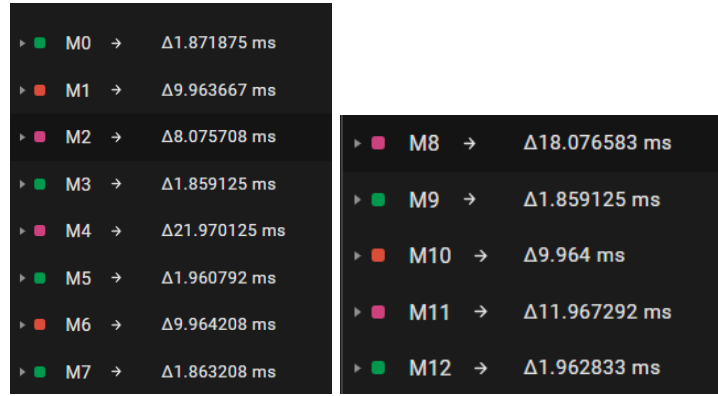 M0 → Δ1.871875 ms
M1 → Δ9.963667 ms
M2 → Δ8.075708 ms
M3 → Δ1.859125 ms
M4 → Δ21.970125 ms
M5 → Δ1.960792 ms
M6 → Δ9.964208 ms
M7 → Δ1.863208 ms
M8 → Δ18.076583 ms
M9 → Δ1.859125 ms
M10 → Δ9.964 ms
M11 → Δ11.967292 ms
M12 → Δ1.962833 ms